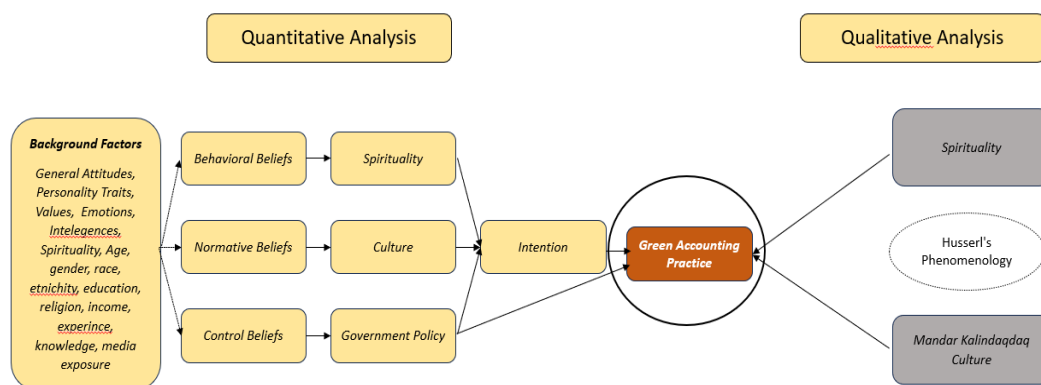 Quantitative Analysis
Qualitative Analysis
Background Factors
General Attitudes,
Personality Traits,
Values, Emotions,
Intelegences,
Spirituality, Age,
gender, race,
etnichity, education,
religion, income,
experince,
knowledge, media
exposure
Behavioral Beliefs
Spirituality
Normative Beliefs
Culture
Control Beliefs
Government Policy
Intention
Green Accounting
Practice
Spirituality
Husserl's
Phenomenology
Mandar Kalindaqdaq
Culture